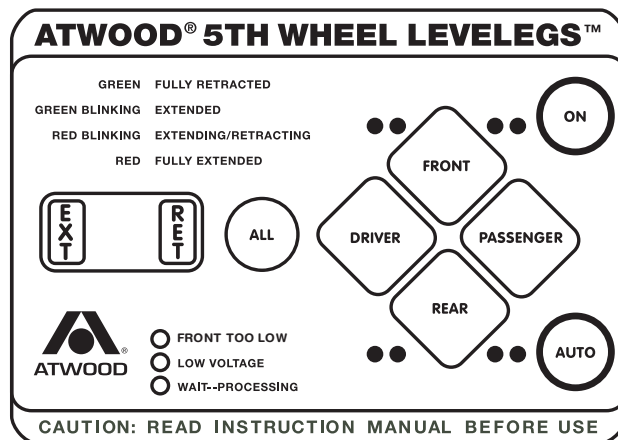 ATWOOD® 5TH WHEEL LEVELEGS™
GREEN FULLY RETRACTED
GREEN BLINKING EXTENDED
RED BLINKING EXTENDING/RETRACTING
RED FULLY EXTENDED
ON
FRONT
EXT
RET
ALL
DRIVER
PASSENGER
REAR
ATWOOD®
FRONT TOO LOW
LOW VOLTAGE
WAIT--PROCESSING
AUTO
CAUTION: READ INSTRUCTION MANUAL BEFORE USE